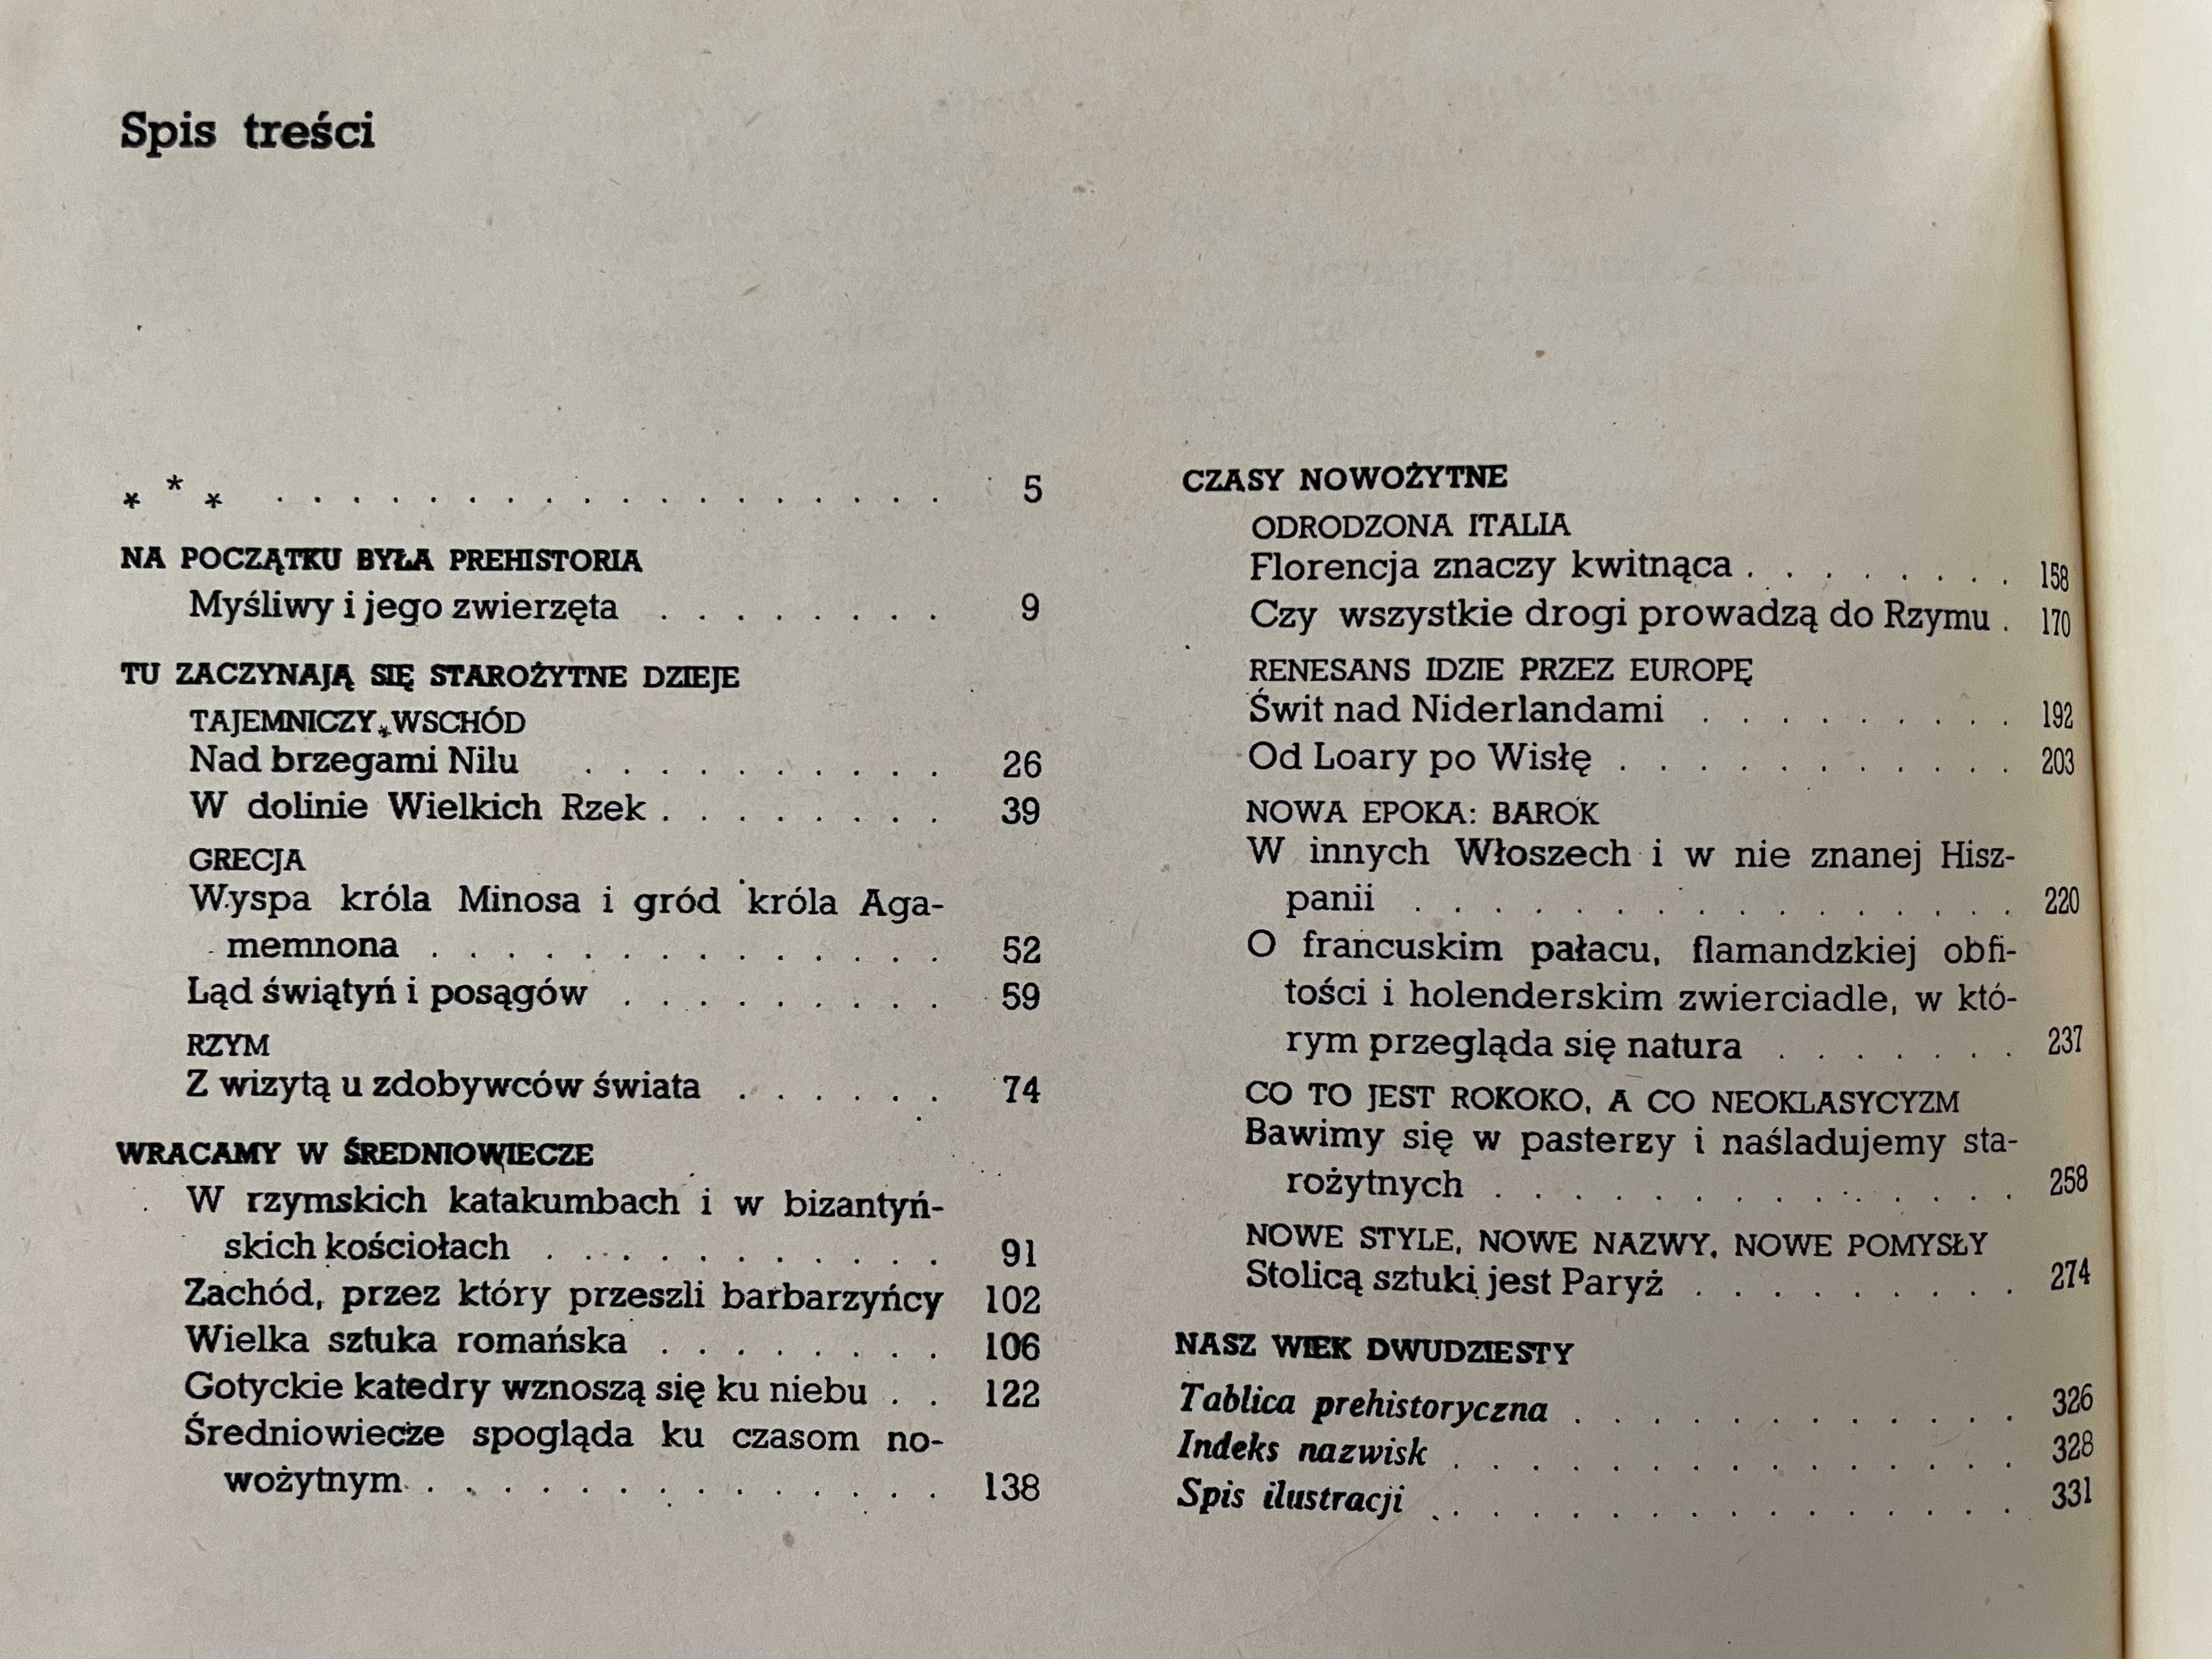 Spis treści
* * * . . . . . . . . . . . . . . . . . 5
NA POCZĄTKU BYŁA PREHISTORIA
Myśliwy i jego zwierzęta . . . . . . . . 9
TU ZACZYNAJĄ SIĘ STAROŻYTNE DZIEJE
TAJEMNICZY WSCHÓD
Nad brzegami Nilu . . . . . . . . . 26
W dolinie Wielkich Rzek . . . . . . . . 39
GRECJA
Wyspa króla Minosa i gród króla Aga-
memnona . . . . . . . . . . . . . 52
Ląd świątyń i posągów . . . . . . . . . 59
RZYM
Z wizytą u zdobywców świata . . . . . . 74
WRACAMY W ŚREDNIOWIECZE
W rzymskich katakumbach i w bizantyń-
skich kościołach . . . . . . . . . . 91
Zachód, przez który przeszli barbarzyńcy 102
Wielka sztuka romańska . . . . . . . . 106
Gotyckie katedry wznoszą się ku niebu . . 122
Średniowiecze spogląda ku czasom no-
wożytnym . . . . . . . . . . . . . . 138
CZASY NOWOŻYTNE
ODRODZONA ITALIA
Florencja znaczy kwitnąca . . . . . . . 158
Czy wszystkie drogi prowadzą do Rzymu . 170
RENESANS IDZIE PRZEZ EUROPĘ
Świt nad Niderlandami . . . . . . . . 192
Od Loary po Wisłę . . . . . . . . . . 203
NOWA EPOKA: BAROK
W innych Włoszech i w nie znanej Hisz-
panii . . . . . . . . . . . . . . . . 220
O francuskim pałacu, flamandzkiej obfi-
tości i holenderskim zwierciadle, w któ-
rym przegląda się natura . . . . . . . 237
CO TO JEST ROKOKO, A CO NEOKLASYCYZM
Bawimy się w pasterzy i naśladujemy sta-
rożytnych . . . . . . . . . . . . . . 258
NOWE STYLE, NOWE NAZWY, NOWE POMYSŁY
Stolicą sztuki jest Paryż . . . . . . . . . 274
NASZ WIEK DWUDZIESTY
Tablica prehistoryczna . . . . . . . . . . . . 326
Indeks nazwisk . . . . . . . . . . . . . . . 328
Spis ilustracji . . . . . . . . . . . . . . . 331